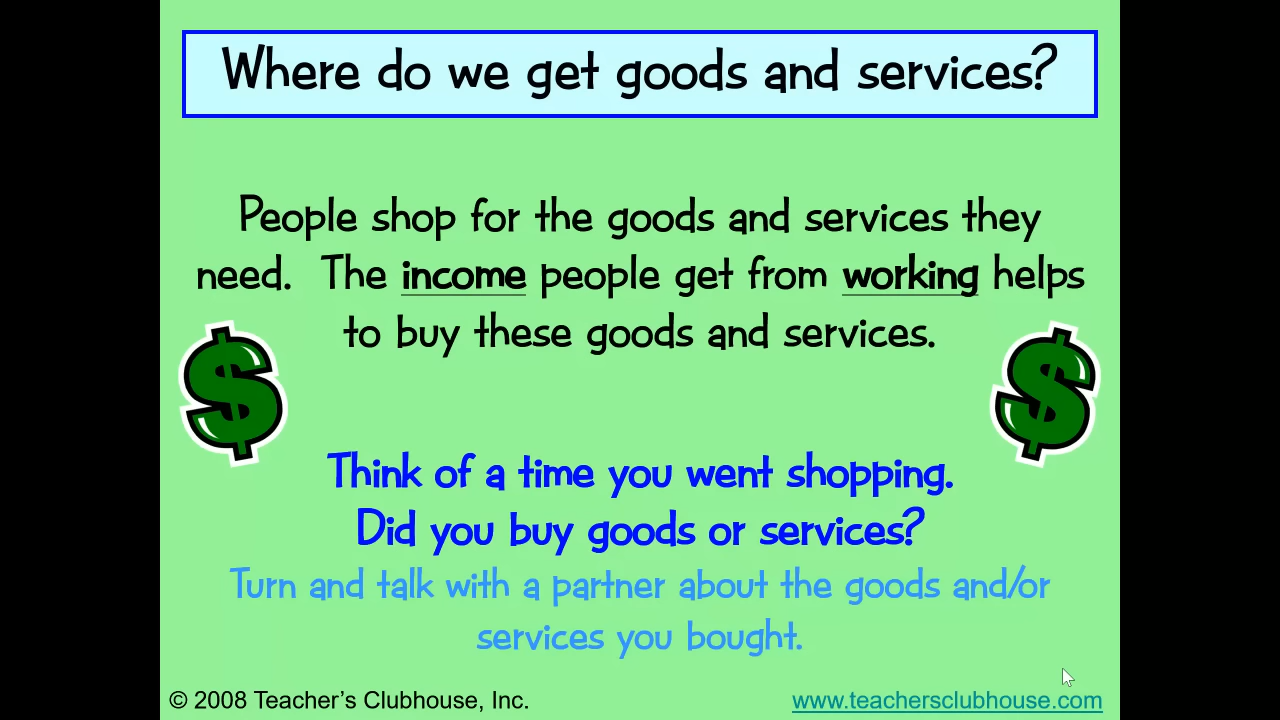 Where do we get goods and services?
People shop for the goods and services they
need. The income people get from working helps
to buy these goods and services.
$ $
Think of a time you went shopping.
Did you buy goods or services?
Turn and talk with a partner about the goods and/or
services you bought.
© 2008 Teacher's Clubhouse, Inc. www.teachersclubhouse.com